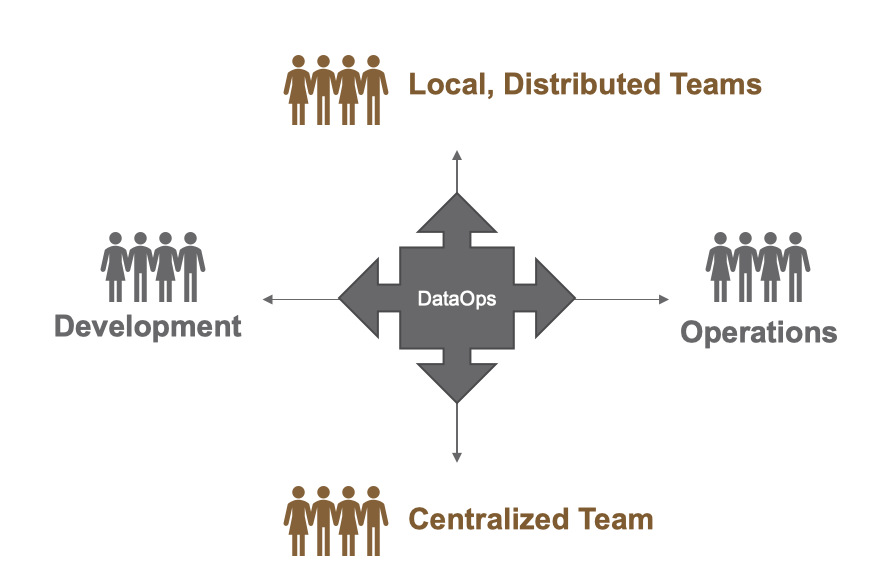 Local, Distributed Teams
DataOps
Development
Operations
Centralized Team